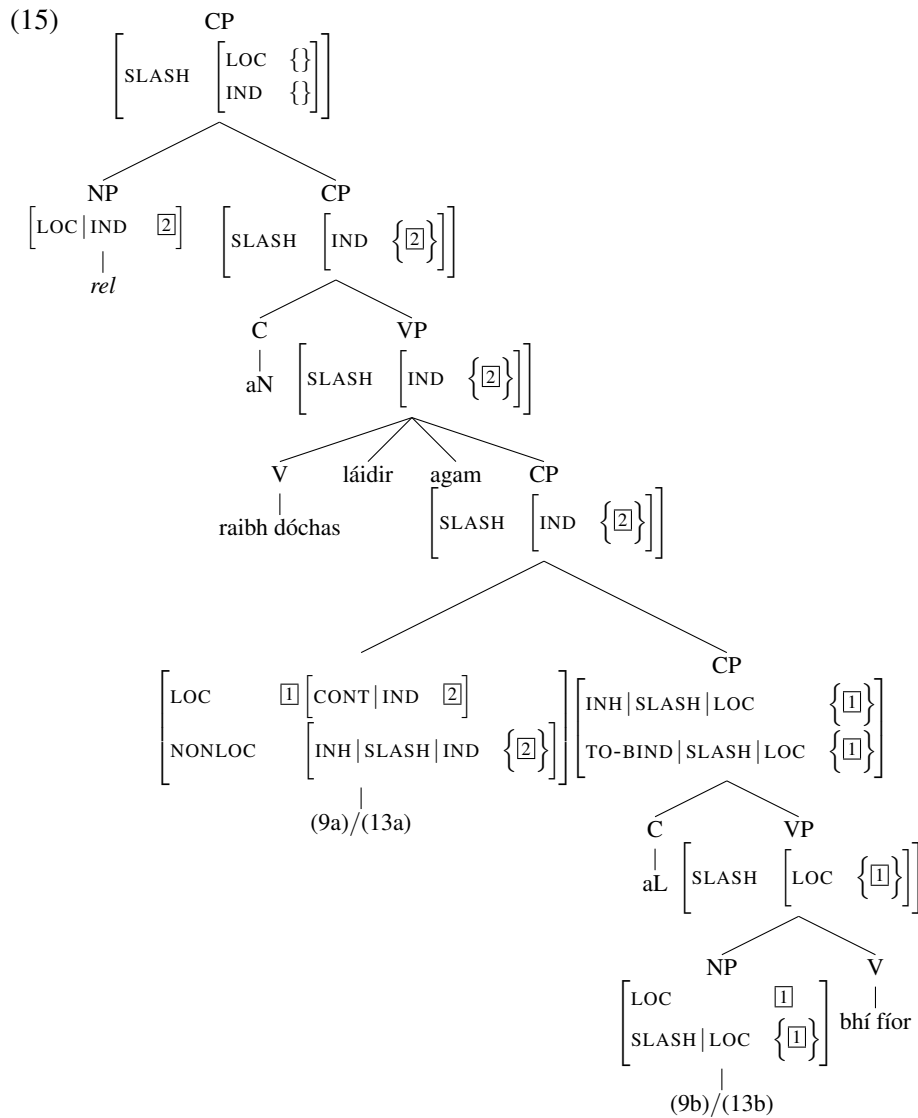 (15)
CP
[SLASH [LOC {} IND {}]]
NP CP
[LOC|IND 2] [SLASH [IND {2}]]
rel
C VP
aN [SLASH [IND {2}]]
V láidir agam CP
raibh dóchas [SLASH [IND {2}]]
CP
[LOC 1 [CONT|IND 2] [INH|SLASH|LOC {1}
NONLOC [INH|SLASH|IND {2}]] TO-BIND|SLASH|LOC {1}]
(9a)/(13a) C VP
aL [SLASH [LOC {1}]]
NP V
[LOC 1 bhí fíor
SLASH|LOC {1}]
(9b)/(13b)